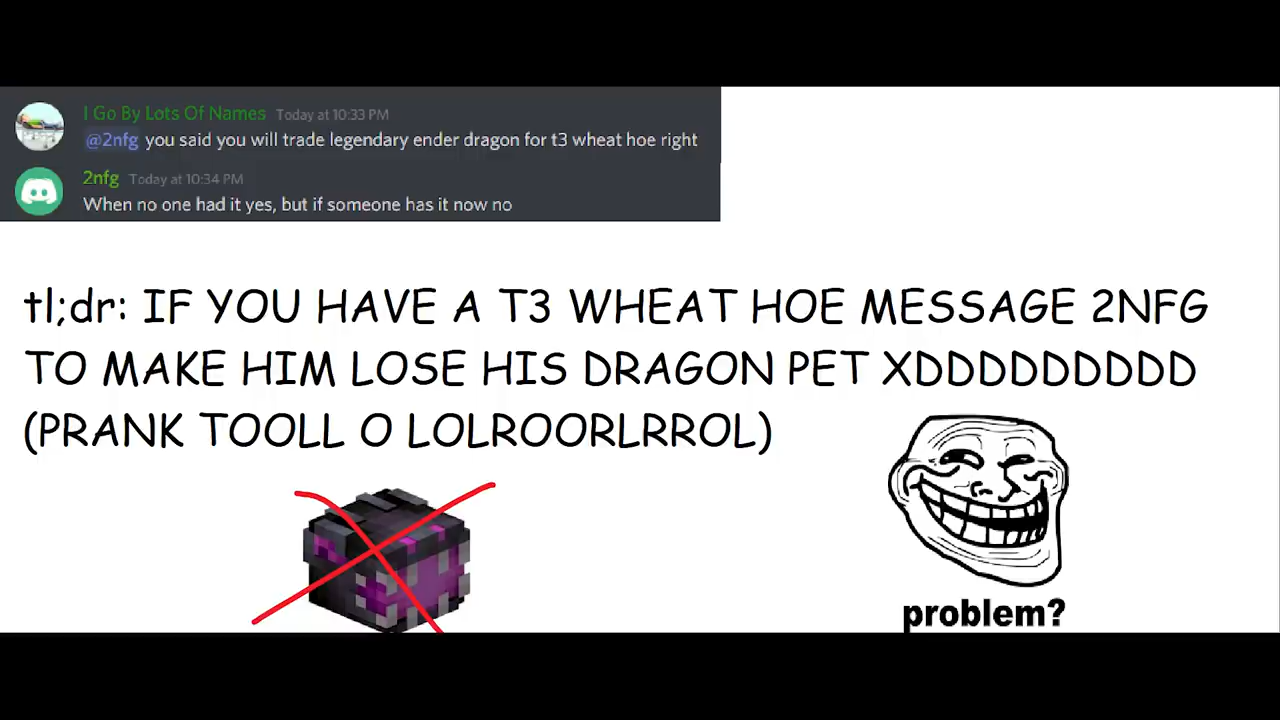 I Go By Lots Of Names Today at 10:33 PM
@2nfg you said you will trade legendary ender dragon for t3 wheat hoe right
2nfg Today at 10:34 PM
When no one had it yes, but if someone has it now no
tl;dr: IF YOU HAVE A T3 WHEAT HOE MESSAGE 2NFG
TO MAKE HIM LOSE HIS DRAGON PET XDDDDDDDDD
(PRANK TOOLL O LOLROORLRROL)
problem?